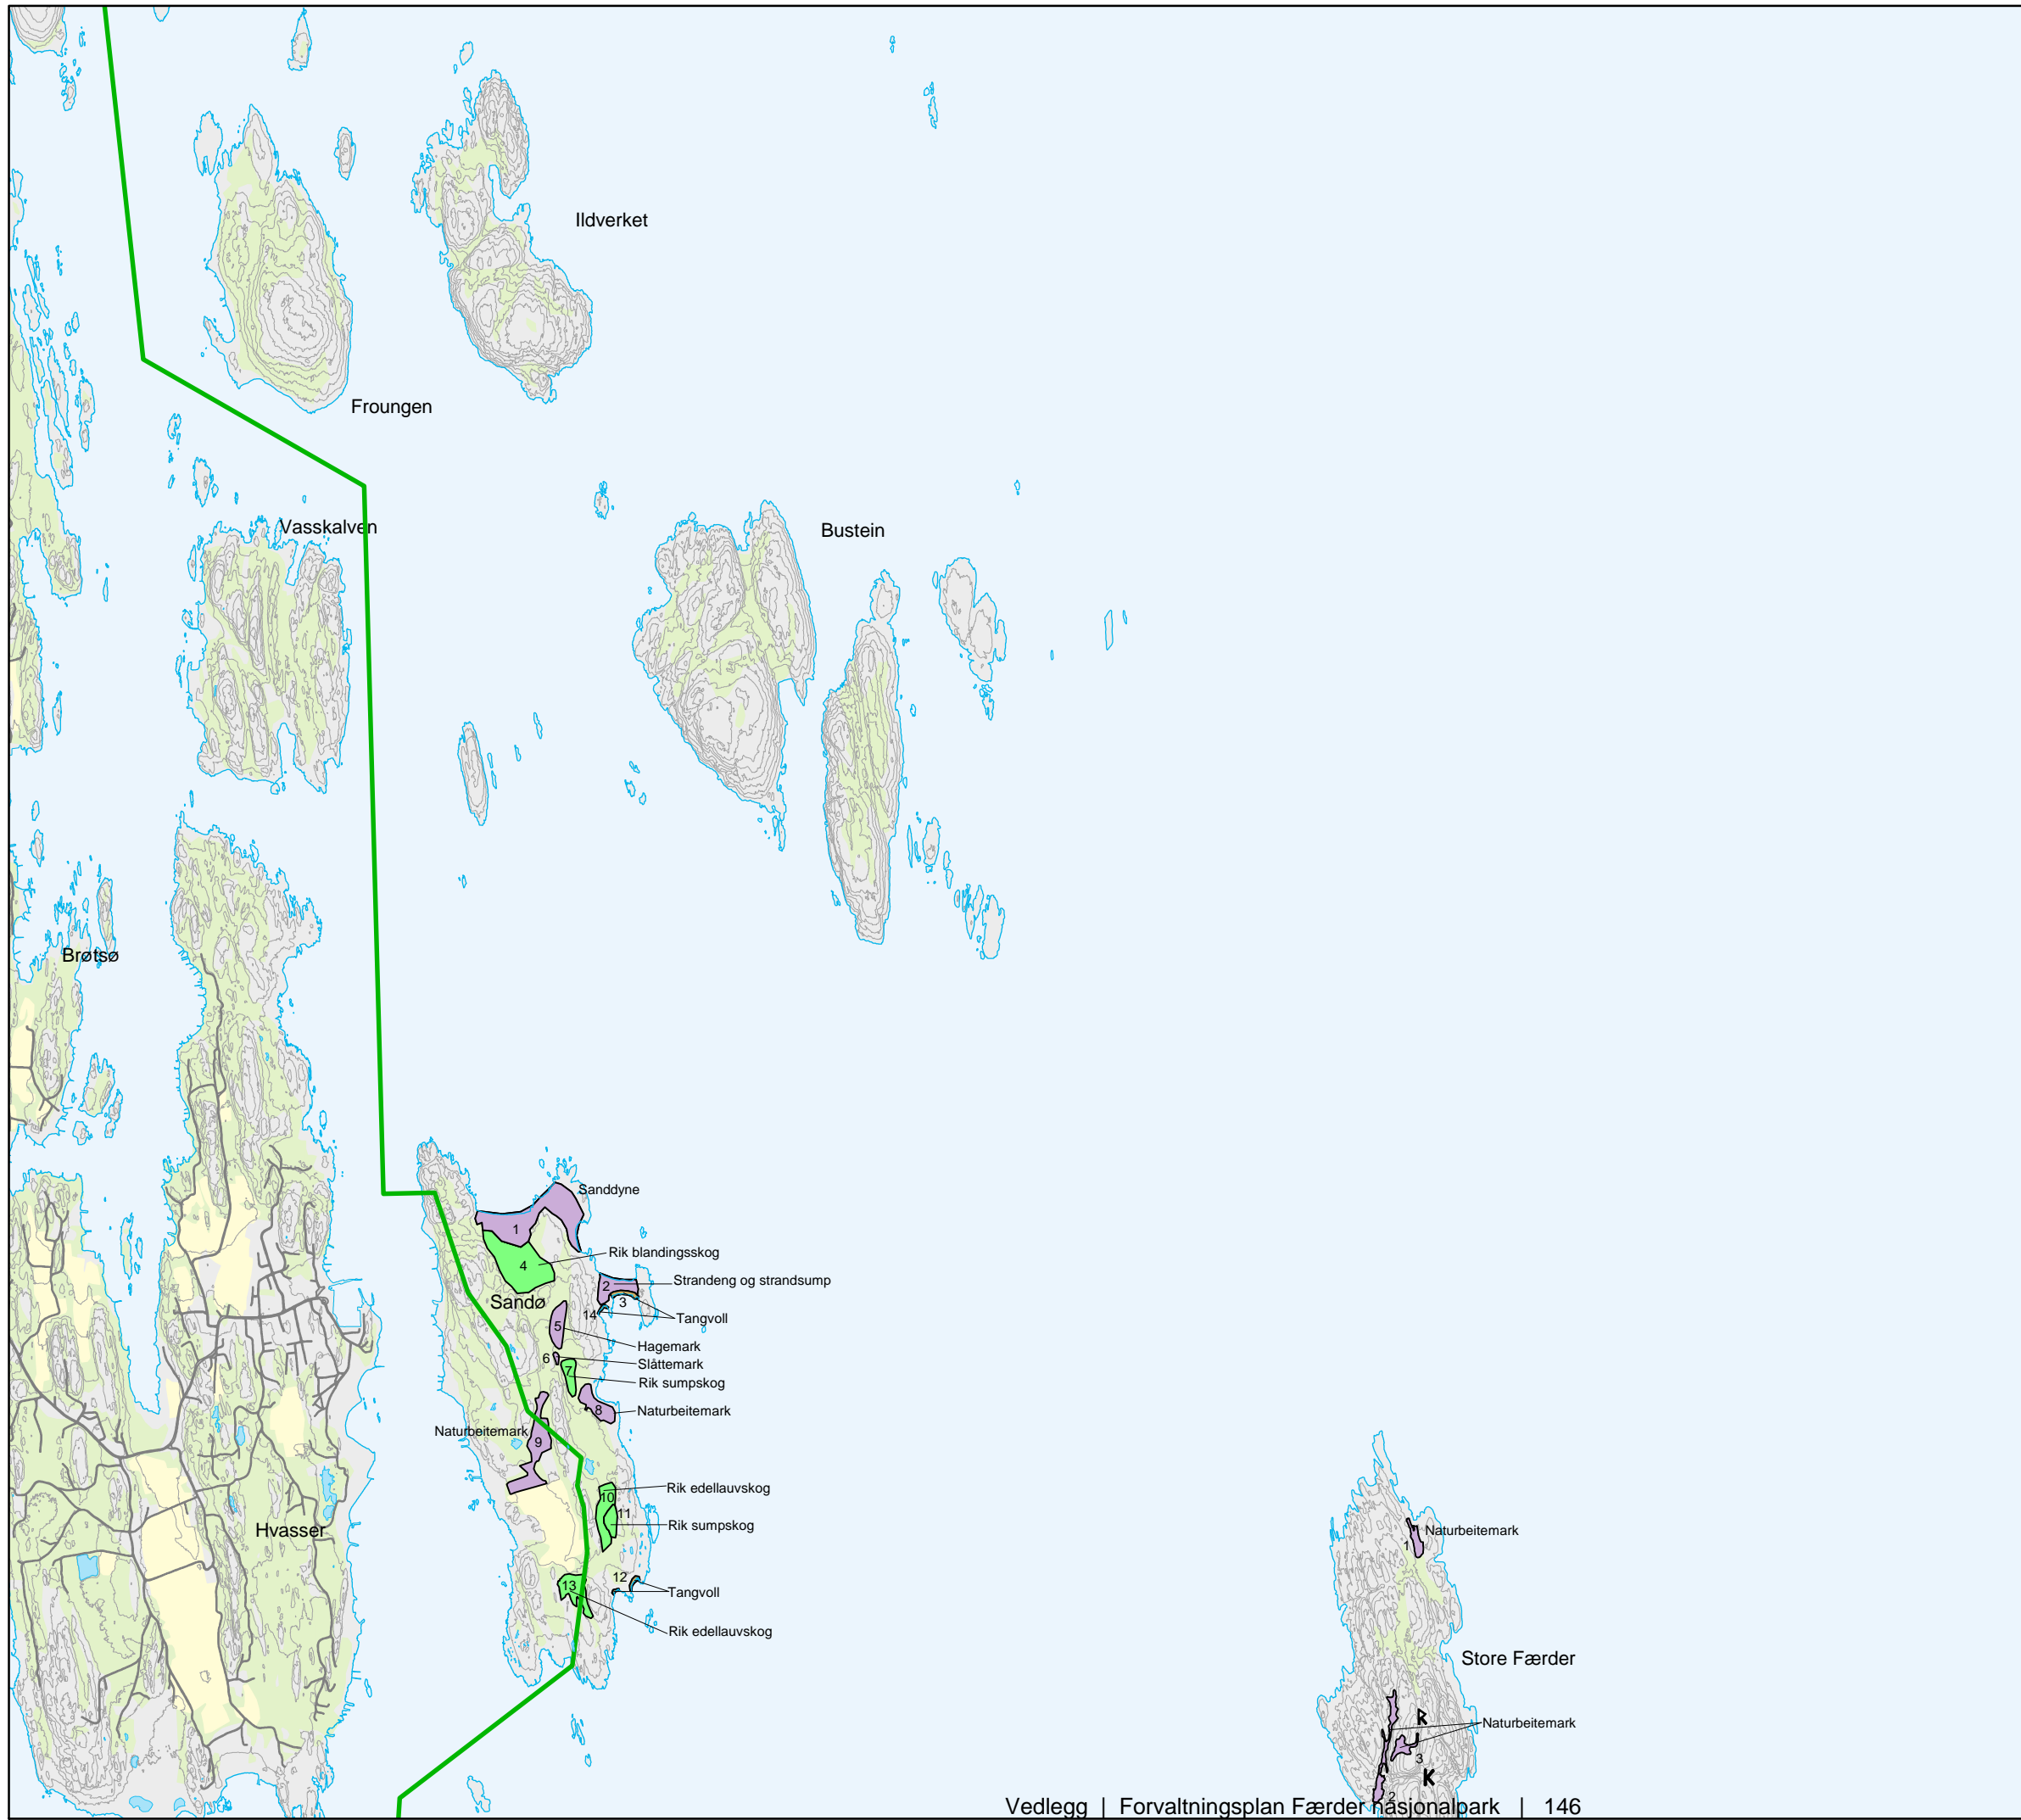 Ildverket
Froungen
Vasskalven
Bustein
Brøtsø
Sanddyne
1
Rik blandingsskog
4
Strandeng og strandsump
2
Sandø
3
14
Tangvoll
5
Hagemark
6
Slåttemark
7
Rik sumpskog
8
Naturbeitemark
Naturbeitemark
9
Rik edellauvskog
10
11
Rik sumpskog
Hvasser
12
13
Tangvoll
Rik edellauvskog
Naturbeitemark
1
Store Færder
R
Naturbeitemark
3
K
2
Vedlegg | Forvaltningsplan Færder nasjonalpark | 146